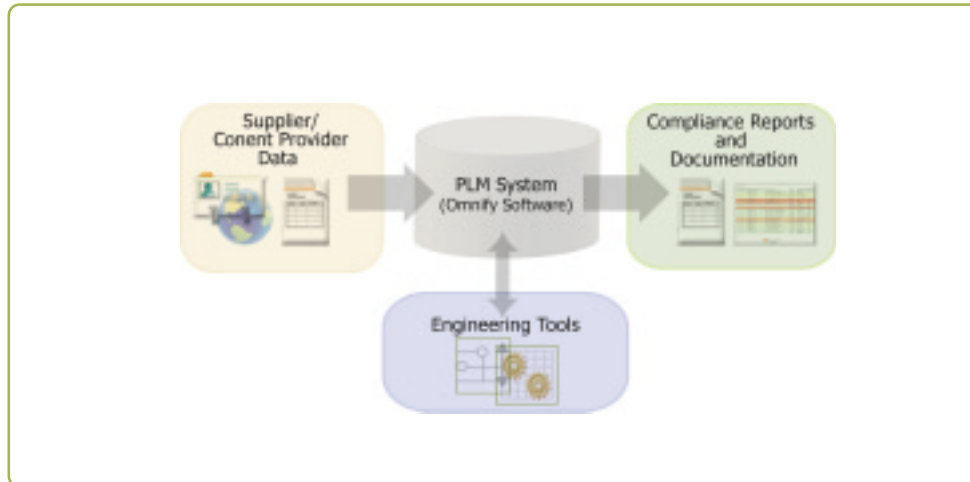 Supplier/
Conent Provider
Data
PLM System
(Omnify Software)
Compliance Reports
and
Documentation
Engineering Tools